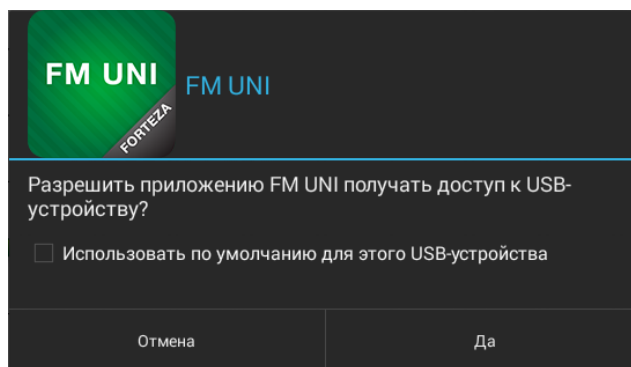 FM UNI
FORTEZA
FM UNI
Разрешить приложению FM UNI получать доступ к USB-
устройству?
Использовать по умолчанию для этого USB-устройства
Отмена
Да